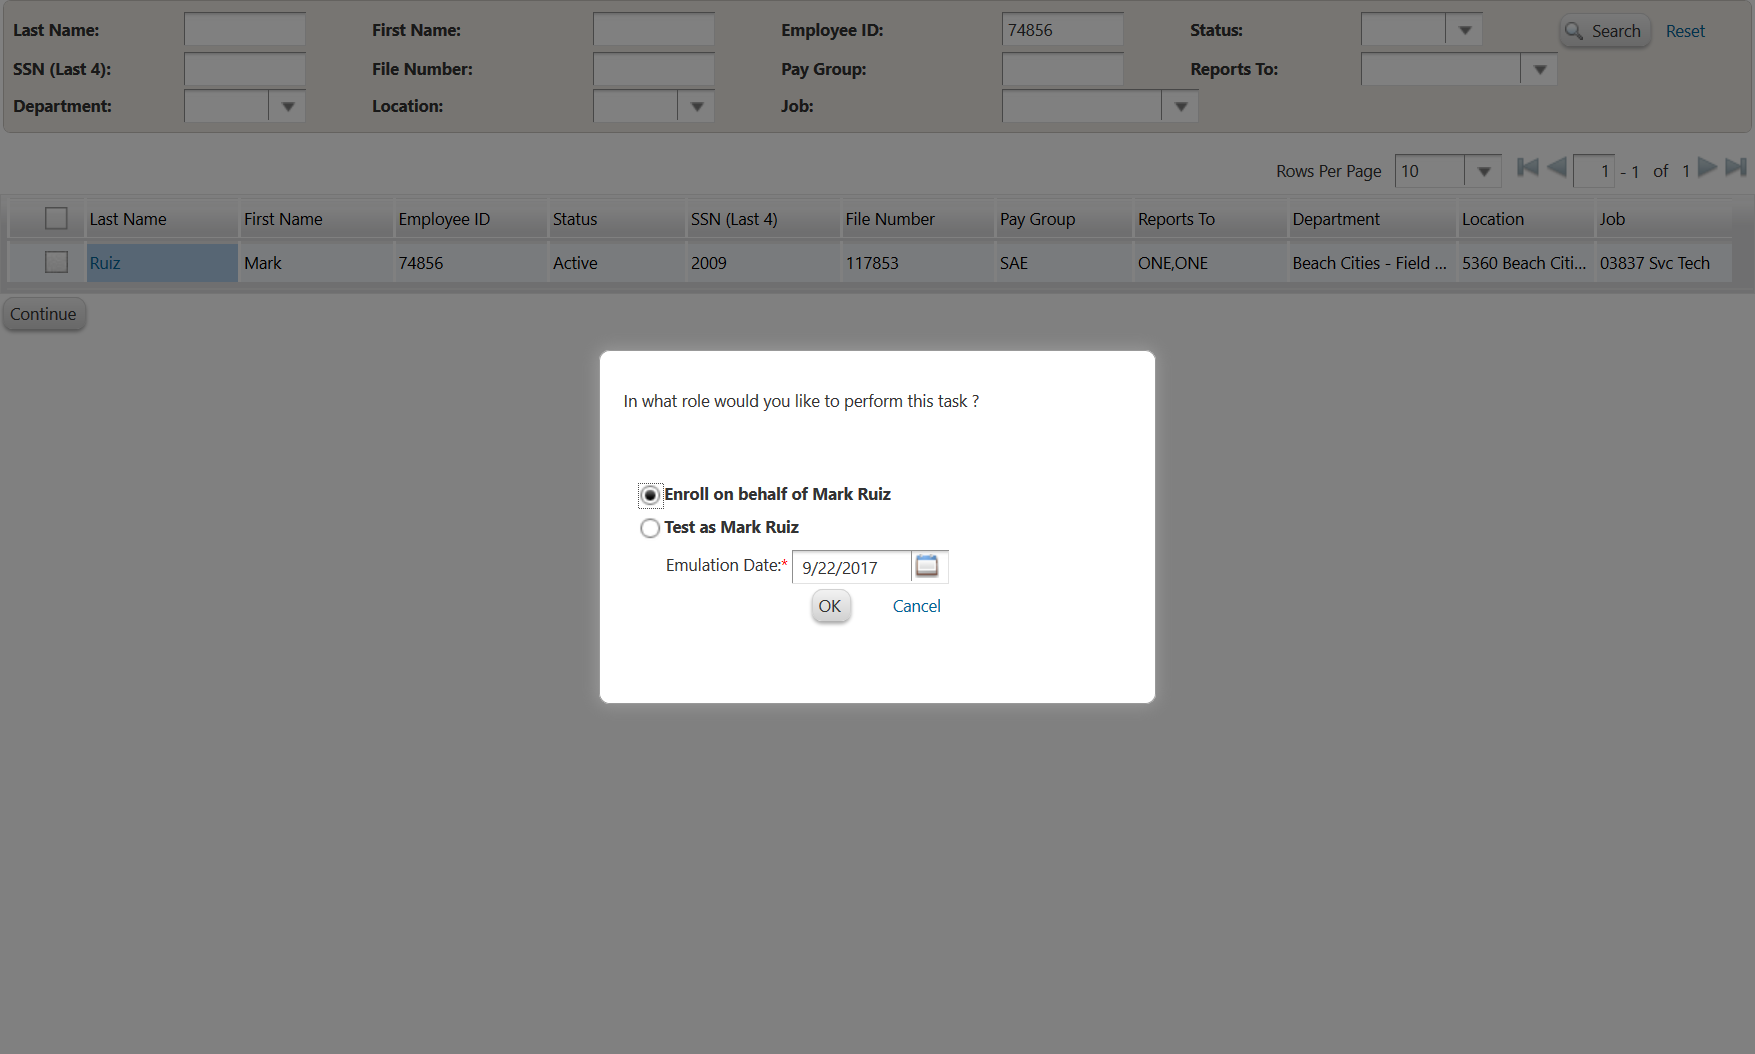 Last Name: First Name: Employee ID: 74856 Status: Search Reset
SSN (Last 4): File Number: Pay Group: Reports To:
Department: Location: Job:
Rows Per Page 10 1 - 1 of 1
Last Name First Name Employee ID Status SSN (Last 4) File Number Pay Group Reports To Department Location Job
Ruiz Mark 74856 Active 2009 117853 SAE ONE,ONE Beach Cities - Field ... 5360 Beach Citi... 03837 Svc Tech
Continue
In what role would you like to perform this task ?
Enroll on behalf of Mark Ruiz
Test as Mark Ruiz
Emulation Date:* 9/22/2017
OK Cancel